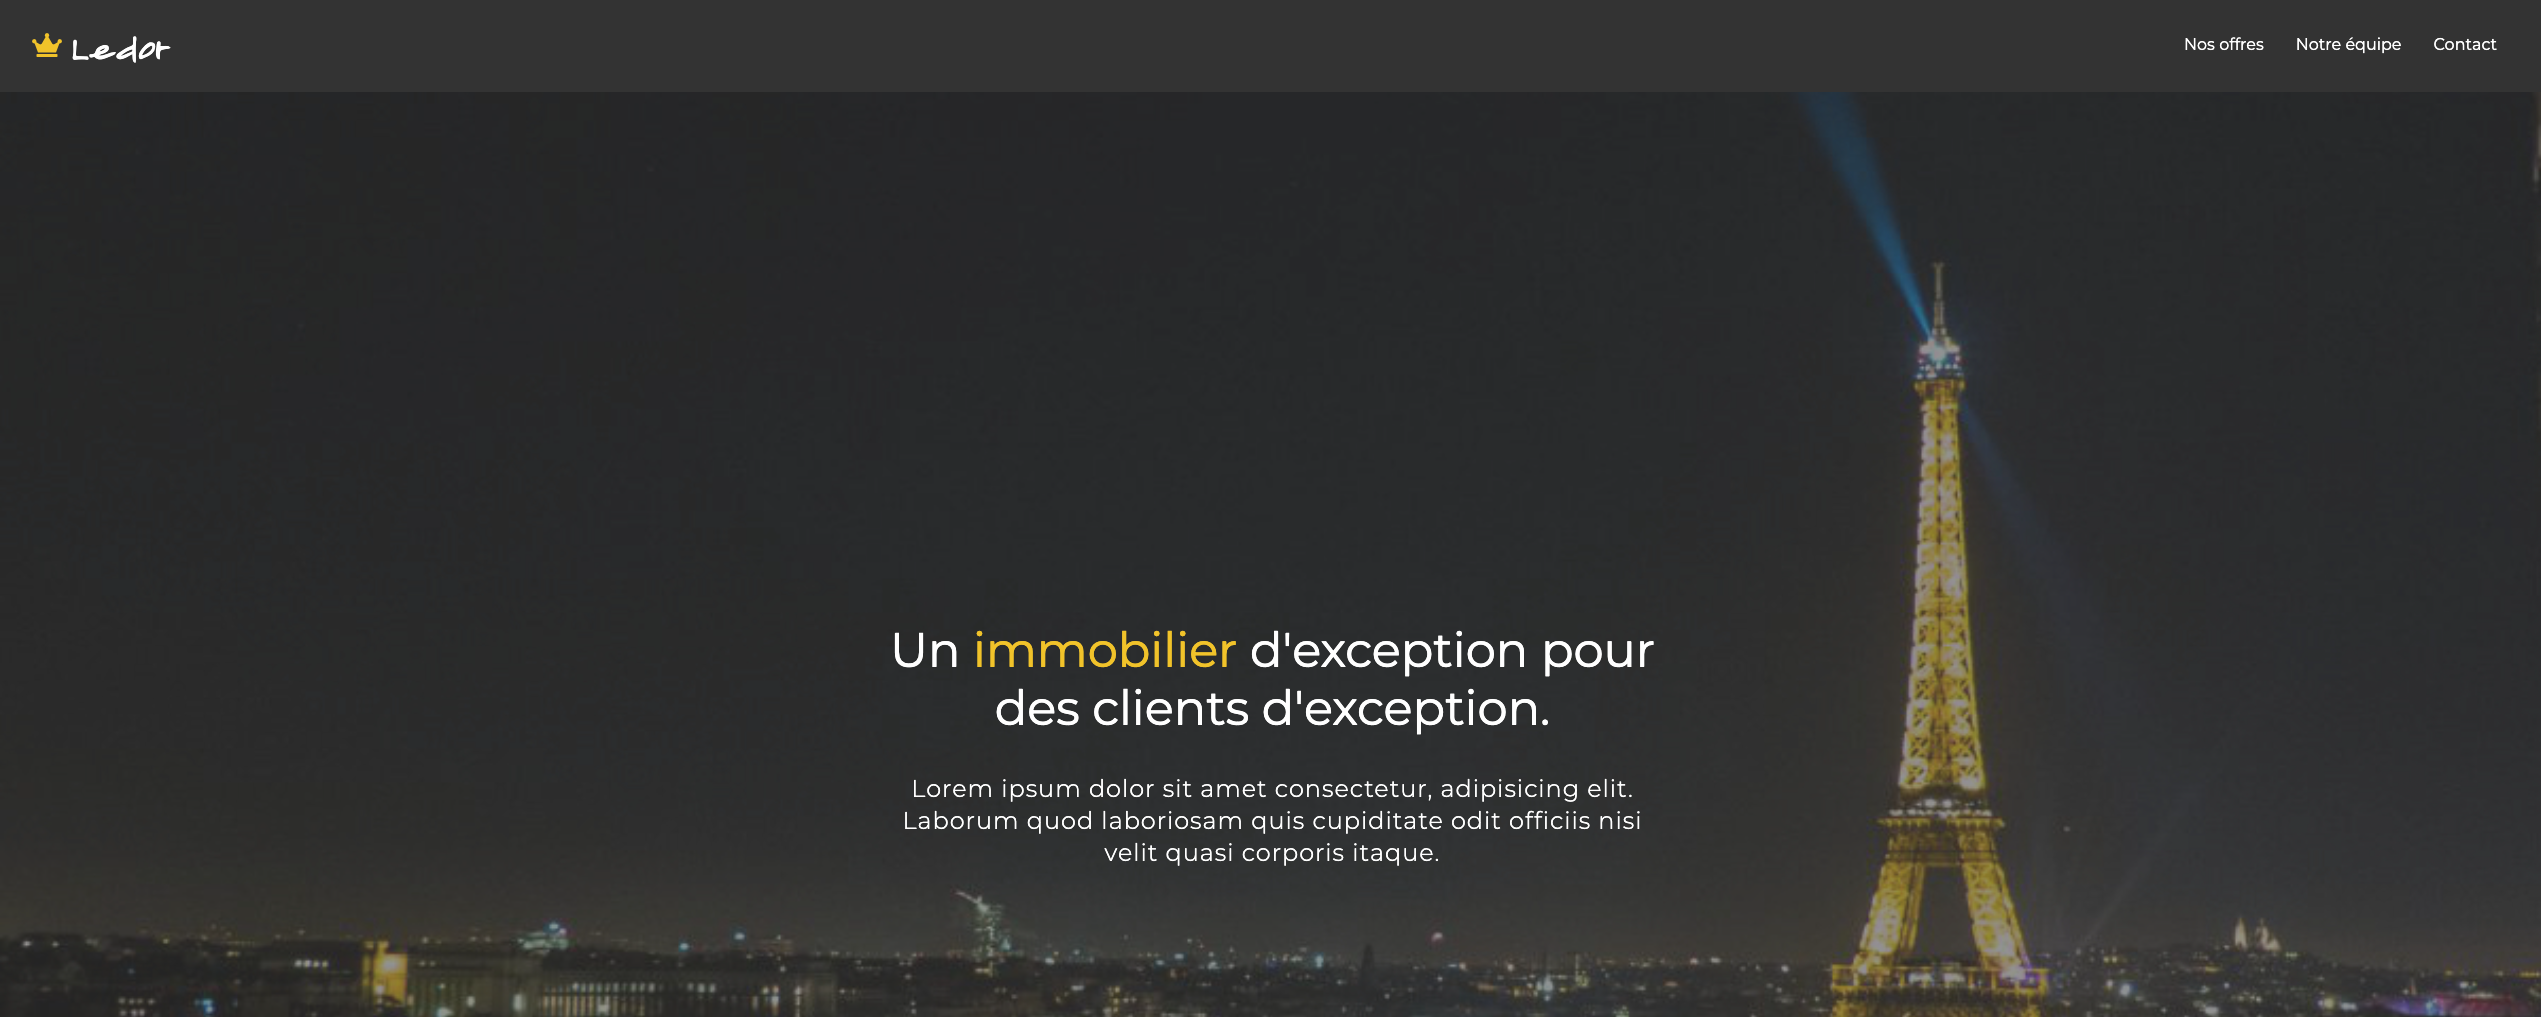 Ledor
Nos offres
Notre équipe
Contact
Un immobilier d'exception pour
des clients d'exception.
Lorem ipsum dolor sit amet consectetur, adipisicing elit.
Laborum quod laboriosam quis cupiditate odit officiis nisi
velit quasi corporis itaque.